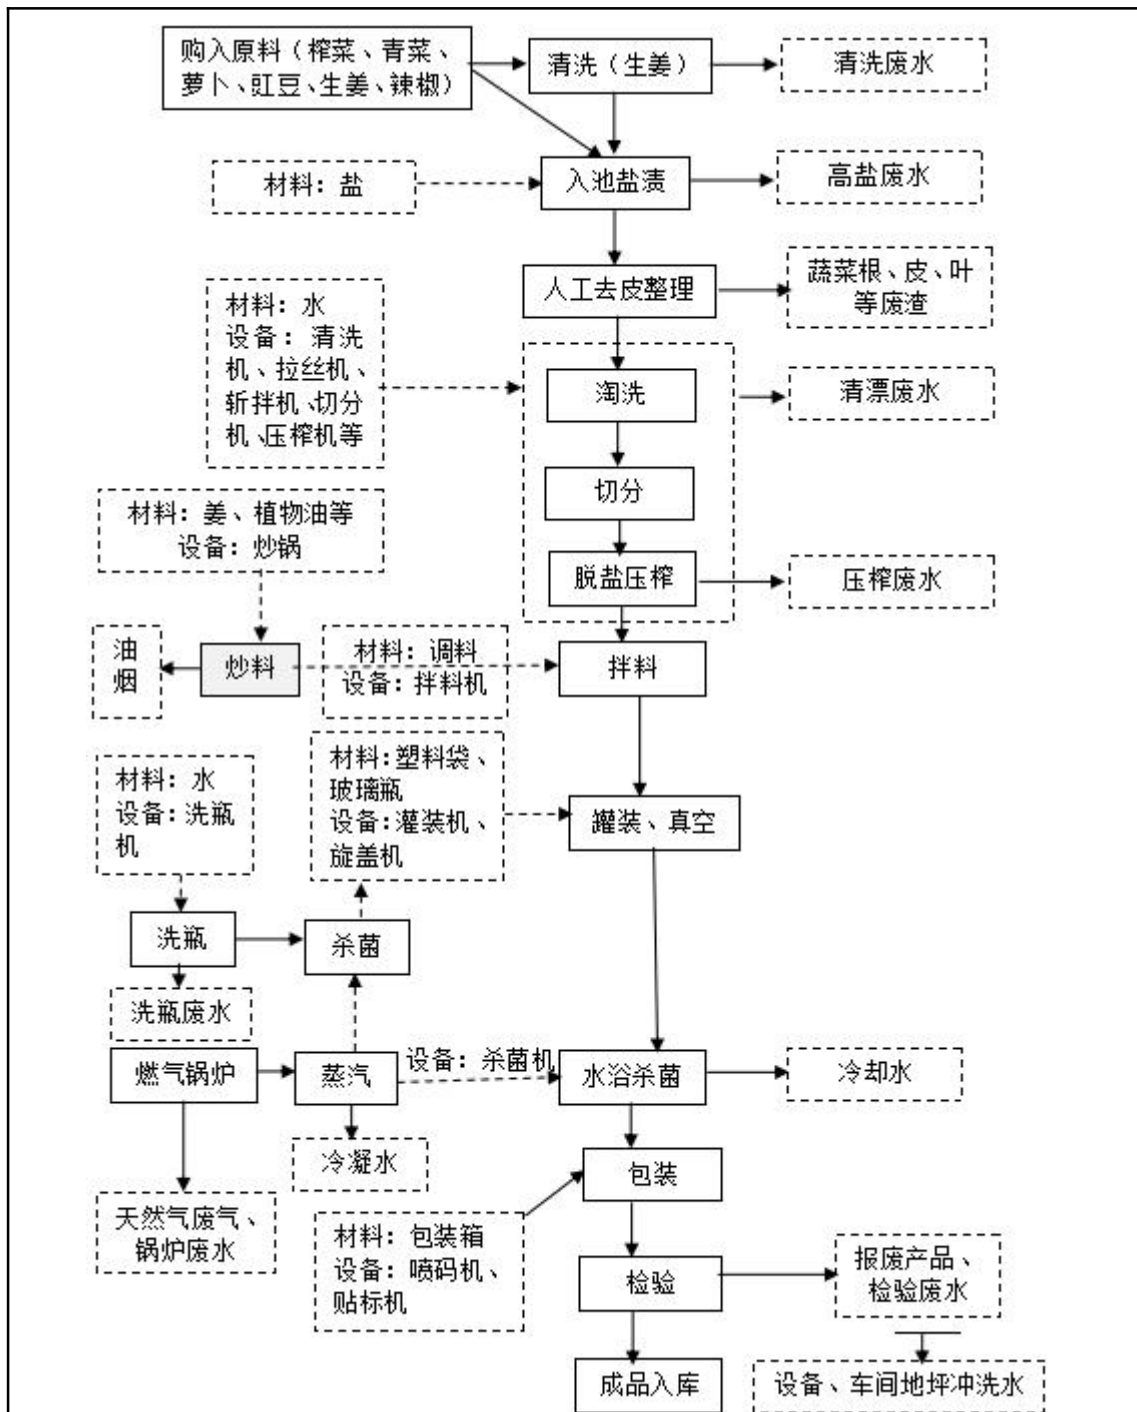 购入原料（榨菜、青菜、
萝卜、豇豆、生姜、辣椒）
清洗（生姜）
清洗废水
材料：盐
入池盐渍
高盐废水
人工去皮整理
蔬菜根、皮、叶
等废渣
材料：水
设备：清洗
机、拉丝机、
斩拌机、切分
机、压榨机等
淘洗
清漂废水
切分
材料：姜、植物油等
设备：炒锅
脱盐压榨
压榨废水
油
烟
炒料
材料：调料
设备：拌料机
拌料
材料：水
设备：洗瓶
机
材料：塑料袋、
玻璃瓶
设备：灌装机、
旋盖机
罐装、真空
洗瓶
杀菌
洗瓶废水
燃气锅炉
蒸汽
设备：杀菌机
水浴杀菌
冷却水
冷凝水
包装
天然气废气、
锅炉废水
材料：包装箱
设备：喷码机、
贴标机
检验
报废产品、
检验废水
成品入库
设备、车间地坪冲洗水